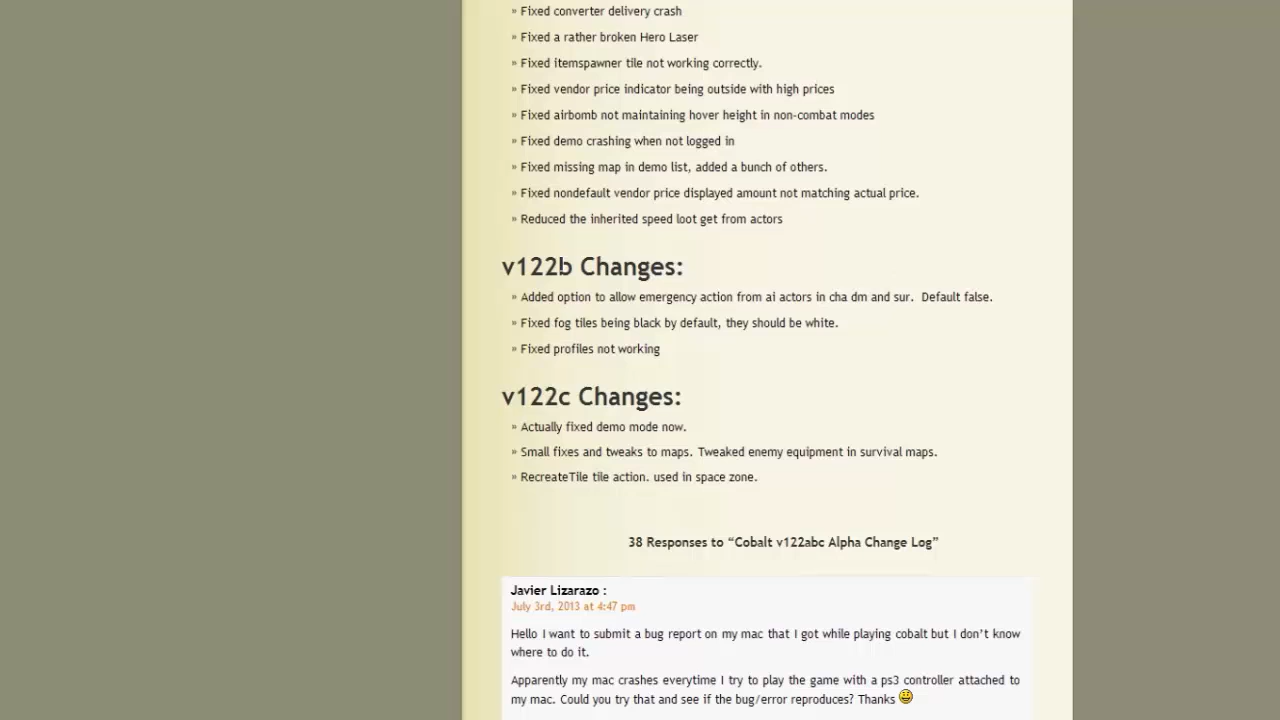 » Fixed converter delivery crash
» Fixed a rather broken Hero Laser
» Fixed itemspawner tile not working correctly.
» Fixed vendor price indicator being outside with high prices
» Fixed airbomb not maintaining hover height in non-combat modes
» Fixed demo crashing when not logged in
» Fixed missing map in demo list, added a bunch of others.
» Fixed nondefault vendor price displayed amount not matching actual price.
» Reduced the inherited speed loot get from actors
v122b Changes:
» Added option to allow emergency action from ai actors in cha dm and sur.  Default false.
» Fixed fog tiles being black by default, they should be white.
» Fixed profiles not working
v122c Changes:
» Actually fixed demo mode now.
» Small fixes and tweaks to maps. Tweaked enemy equipment in survival maps.
» RecreateTile tile action. used in space zone.
38 Responses to “Cobalt v122abc Alpha Change Log”
Javier Lizarazo :
July 3rd, 2013 at 4:47 pm
Hello I want to submit a bug report on my mac that I got while playing cobalt but I don’t know
where to do it.
Apparently my mac crashes everytime I try to play the game with a ps3 controller attached to
my mac. Could you try that and see if the bug/error reproduces? Thanks